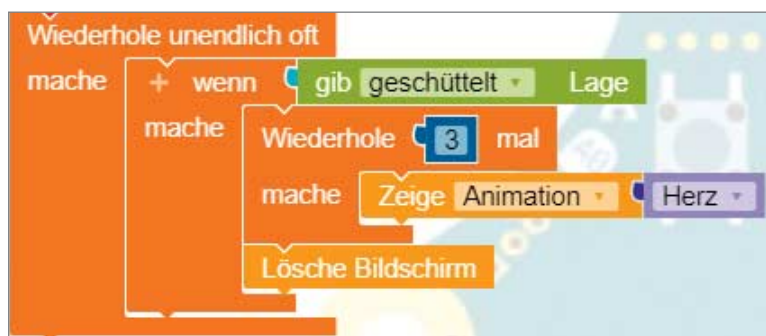 Wiederhole unendlich oft
mache + wenn gib geschüttelt Lage
mache Wiederhole 3 mal
mache Zeige Animation Herz
Lösche Bildschirm